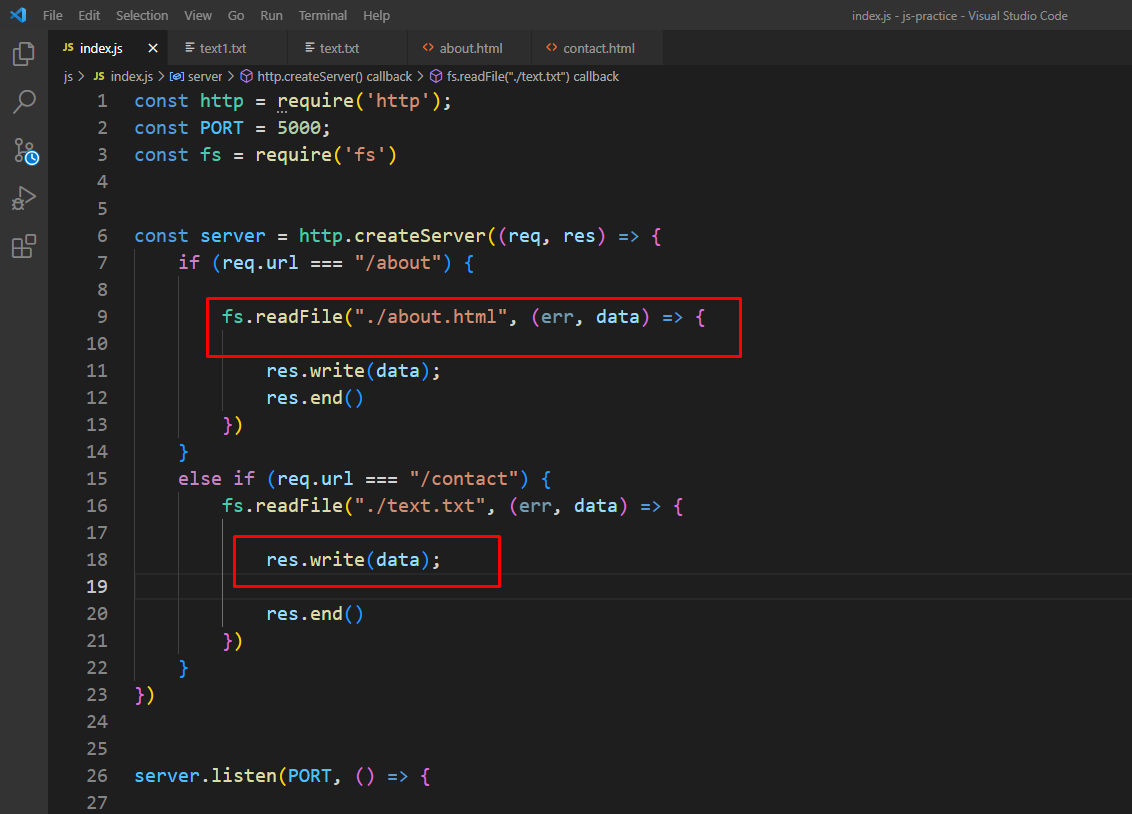 File Edit Selection View Go Run Terminal Help index.js - js-practice - Visual Studio Code
JS index.js text1.txt text.txt <> about.html <> contact.html
js > JS index.js > server > http.createServer() callback > fs.readFile("./text.txt") callback
1 const http = require('http');
2 const PORT = 5000;
3 const fs = require('fs')
4
5
6 const server = http.createServer((req, res) => {
7 if (req.url === "/about") {
8
9 fs.readFile("./about.html", (err, data) => {
10
11 res.write(data);
12 res.end()
13 })
14 }
15 else if (req.url === "/contact") {
16 fs.readFile("./text.txt", (err, data) => {
17
18 res.write(data);
19
20 res.end()
21 })
22 }
23 })
24
25
26 server.listen(PORT, () => {
27